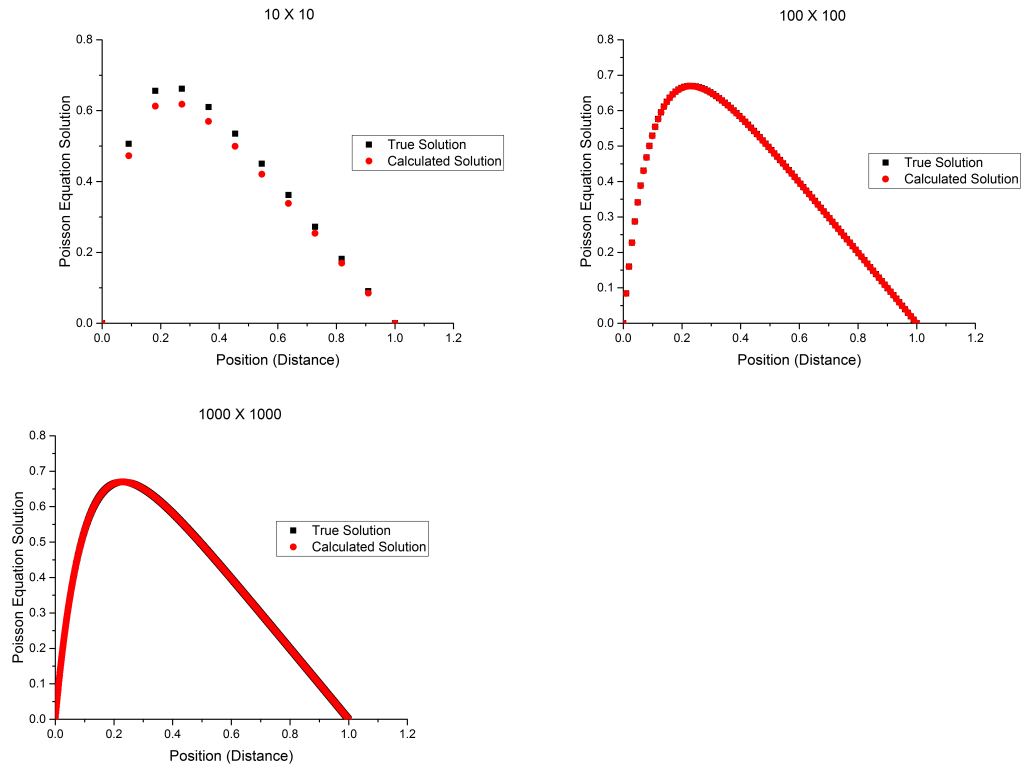 10 X 10
0.8
0.6
0.4
0.2
0.0
Poisson Equation Solution
True Solution
Calculated Solution
0.0 0.2 0.4 0.6 0.8 1.0 1.2
Position (Distance)
100 X 100
0.8
0.7
0.6
0.5
0.4
0.3
0.2
0.1
0.0
Poisson Equation Solution
True Solution
Calculated Solution
0.0 0.2 0.4 0.6 0.8 1.0 1.2
Position (Distance)
1000 X 1000
0.8
0.7
0.6
0.5
0.4
0.3
0.2
0.1
0.0
Poisson Equation Solution
True Solution
Calculated Solution
0.0 0.2 0.4 0.6 0.8 1.0 1.2
Position (Distance)